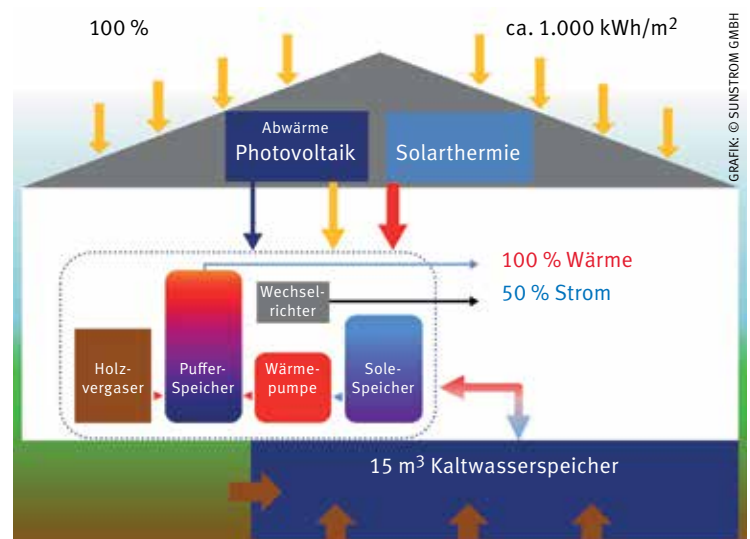 100 %
ca. 1.000 kWh/m²
GRAFIK: © SUNSTROM GMBH
Abwärme
Photovoltaik
Solarthermie
100 % Wärme
50 % Strom
Wechsel-
richter
Holz-
vergaser
Puffer-
Speicher
Wärme-
pumpe
Sole-
Speicher
15 m³ Kaltwasserspeicher